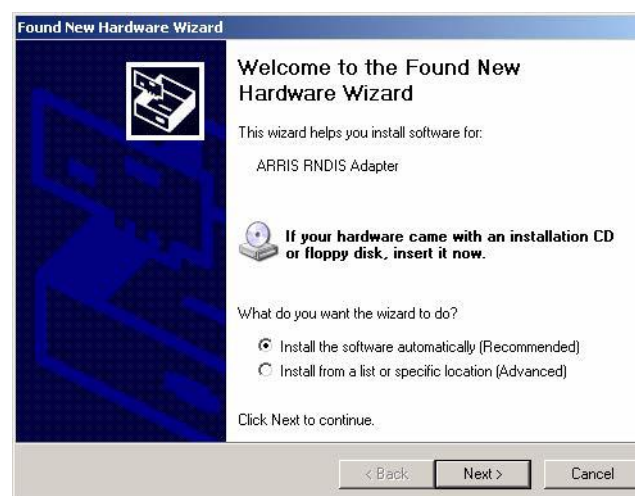 Found New Hardware Wizard
Welcome to the Found New
Hardware Wizard
This wizard helps you install software for:
ARRIS RNDIS Adapter
If your hardware came with an installation CD
or floppy disk, insert it now.
What do you want the wizard to do?
Install the software automatically (Recommended)
Install from a list or specific location (Advanced)
Click Next to continue.
< Back
Next >
Cancel